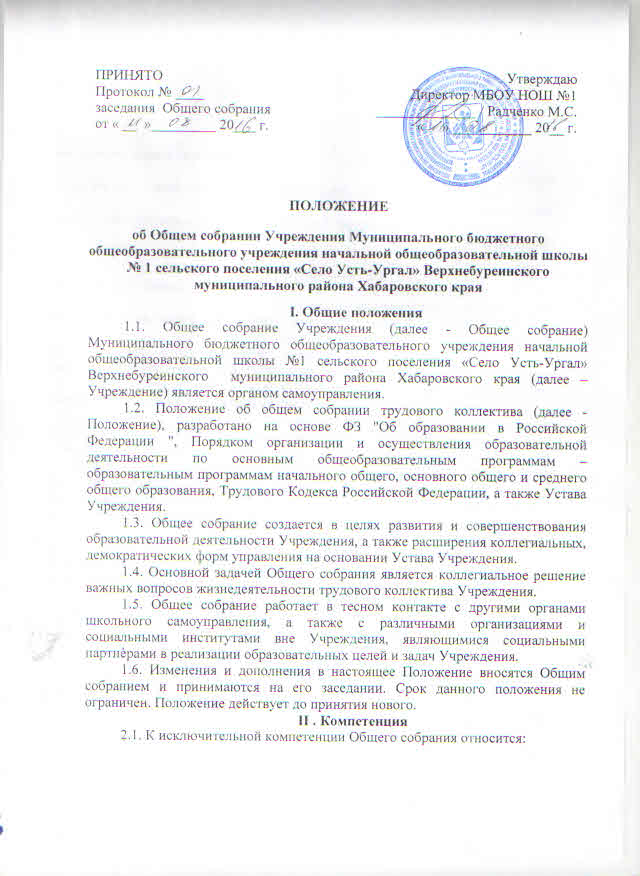 ПРИНЯТО
Протокол № 01
заседания Общего собрания
от « 11 » 08 2016 г.
Утверждаю
Директор МБОУ НОШ №1
Радченко М.С.
« » 20 г.
ПОЛОЖЕНИЕ
об Общем собрании Учреждения Муниципального бюджетного
общеобразовательного учреждения начальной общеобразовательной школы
№ 1 сельского поселения «Село Усть-Ургал» Верхнебуреинского
муниципального района Хабаровского края
I. Общие положения
1.1. Общее собрание Учреждения (далее - Общее собрание)
Муниципального бюджетного общеобразовательного учреждения начальной
общеобразовательной школы №1 сельского поселения «Село Усть-Ургал»
Верхнебуреинского муниципального района Хабаровского края (далее –
Учреждение) является органом самоуправления.
1.2. Положение об общем собрании трудового коллектива (далее -
Положение), разработано на основе ФЗ "Об образовании в Российской
Федерации ", Порядком организации и осуществления образовательной
деятельности по основным общеобразовательным программам –
образовательным программам начального общего, основного общего и среднего
общего образования, Трудового Кодекса Российской Федерации, а также Устава
Учреждения.
1.3. Общее собрание создается в целях развития и совершенствования
образовательной деятельности Учреждения, а также расширения коллегиальных,
демократических форм управления на основании Устава Учреждения.
1.4. Основной задачей Общего собрания является коллегиальное решение
важных вопросов жизнедеятельности трудового коллектива Учреждения.
1.5. Общее собрание работает в тесном контакте с другими органами
школьного самоуправления, а также с различными организациями и
социальными институтами вне Учреждения, являющимися социальными
партнёрами в реализации образовательных целей и задач Учреждения.
1.6. Изменения и дополнения в настоящее Положение вносятся Общим
собранием и принимаются на его заседании. Срок данного положения не
ограничен. Положение действует до принятия нового.
II . Компетенция
2.1. К исключительной компетенции Общего собрания относится: